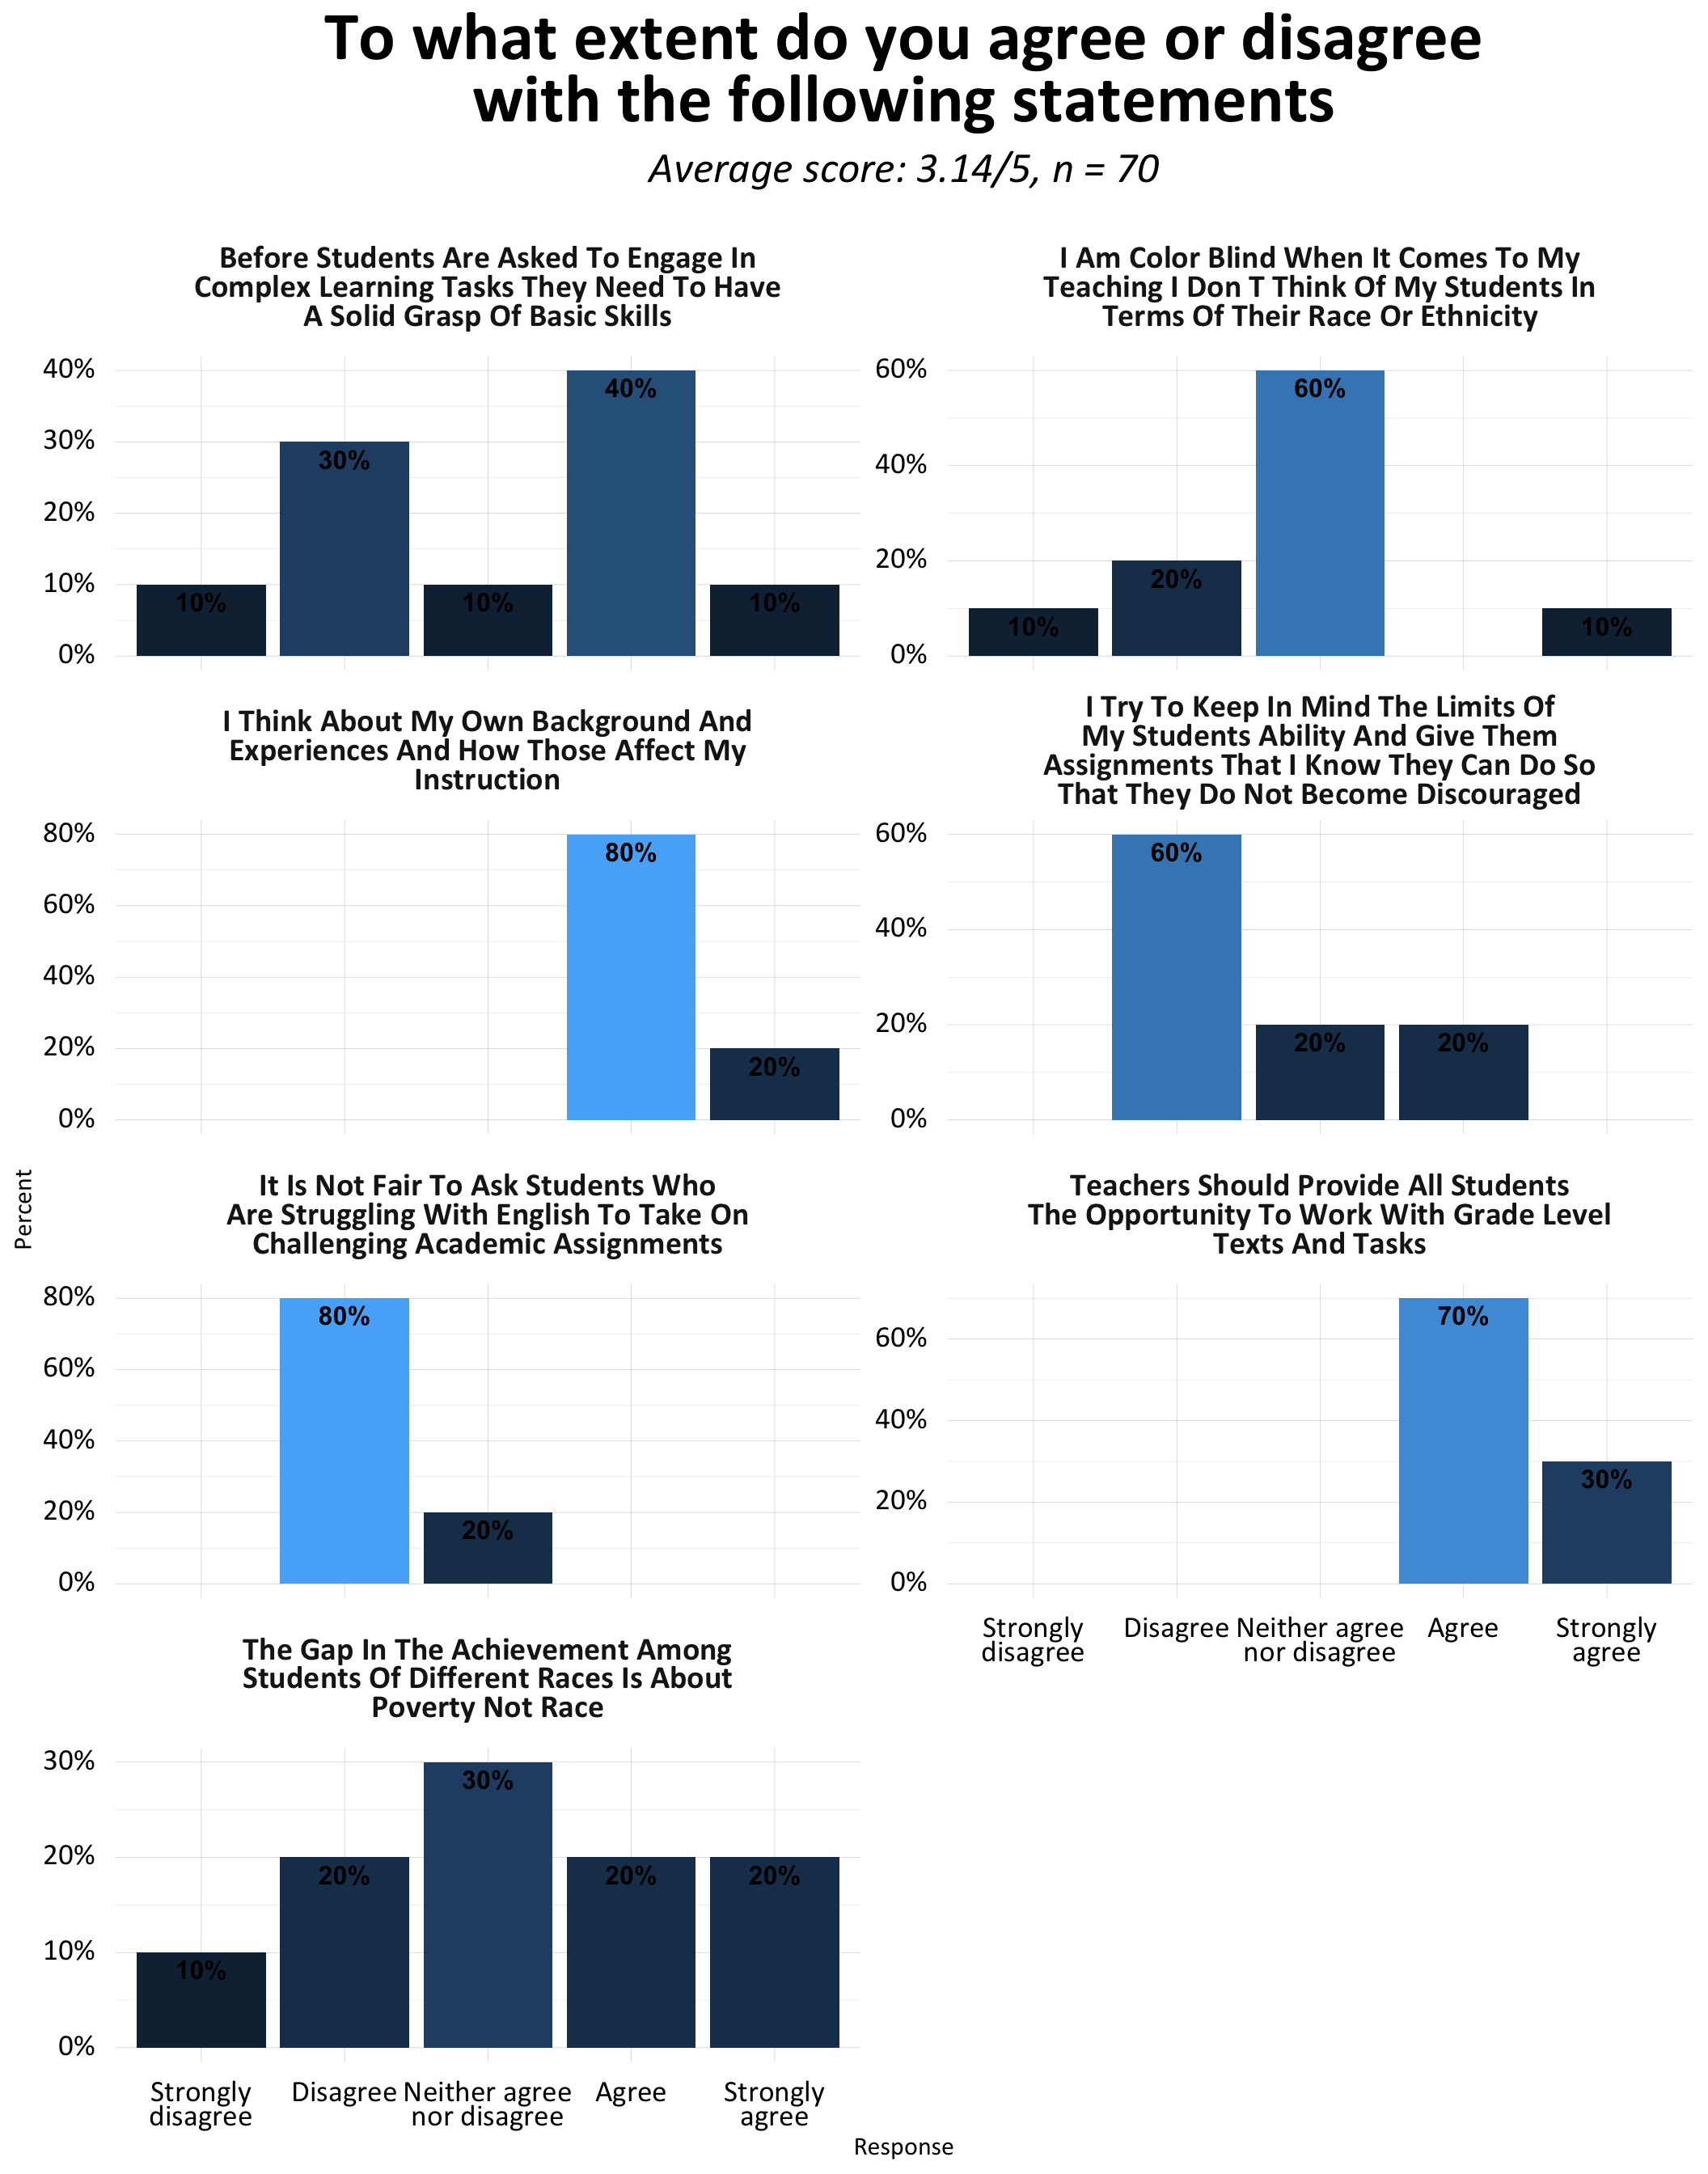 To what extent do you agree or disagree
with the following statements
Average score: 3.14/5, n = 70
Before Students Are Asked To Engage In
Complex Learning Tasks They Need To Have
A Solid Grasp Of Basic Skills
40%
30%
20%
10%
0%
10%
30%
10%
40%
10%
I Am Color Blind When It Comes To My
Teaching I Don T Think Of My Students In
Terms Of Their Race Or Ethnicity
60%
40%
20%
0%
10%
20%
60%
10%
I Think About My Own Background And
Experiences And How Those Affect My
Instruction
80%
60%
40%
20%
0%
80%
20%
I Try To Keep In Mind The Limits Of
My Students Ability And Give Them
Assignments That I Know They Can Do So
That They Do Not Become Discouraged
60%
40%
20%
0%
60%
20%
20%
Percent
It Is Not Fair To Ask Students Who
Are Struggling With English To Take On
Challenging Academic Assignments
80%
60%
40%
20%
0%
80%
20%
Teachers Should Provide All Students
The Opportunity To Work With Grade Level
Texts And Tasks
60%
40%
20%
0%
70%
30%
Strongly
disagree
Disagree
Neither agree
nor disagree
Agree
Strongly
agree
The Gap In The Achievement Among
Students Of Different Races Is About
Poverty Not Race
30%
20%
10%
0%
10%
20%
30%
20%
20%
Strongly
disagree
Disagree
Neither agree
nor disagree
Agree
Strongly
agree
Response